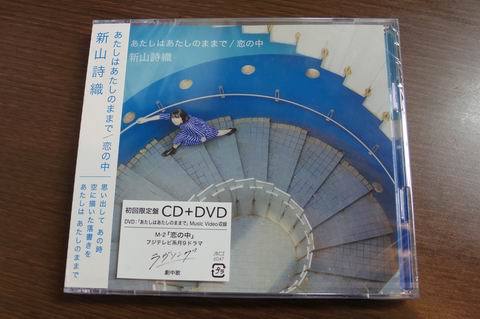 あたしはあたしのままで/恋の中
新山詩織
思い出して あの時
空に描いた落書きを
あたしは あたしのままで
あたしはあたしのままで/恋の中
新山詩織
初回限定盤 CD+DVD
DVD:「あたしはあたしのままで」Music Video収録
M-2「恋の中」
フジテレビ系月9ドラマ
ラヴソング
劇中歌
JBCZ
6047